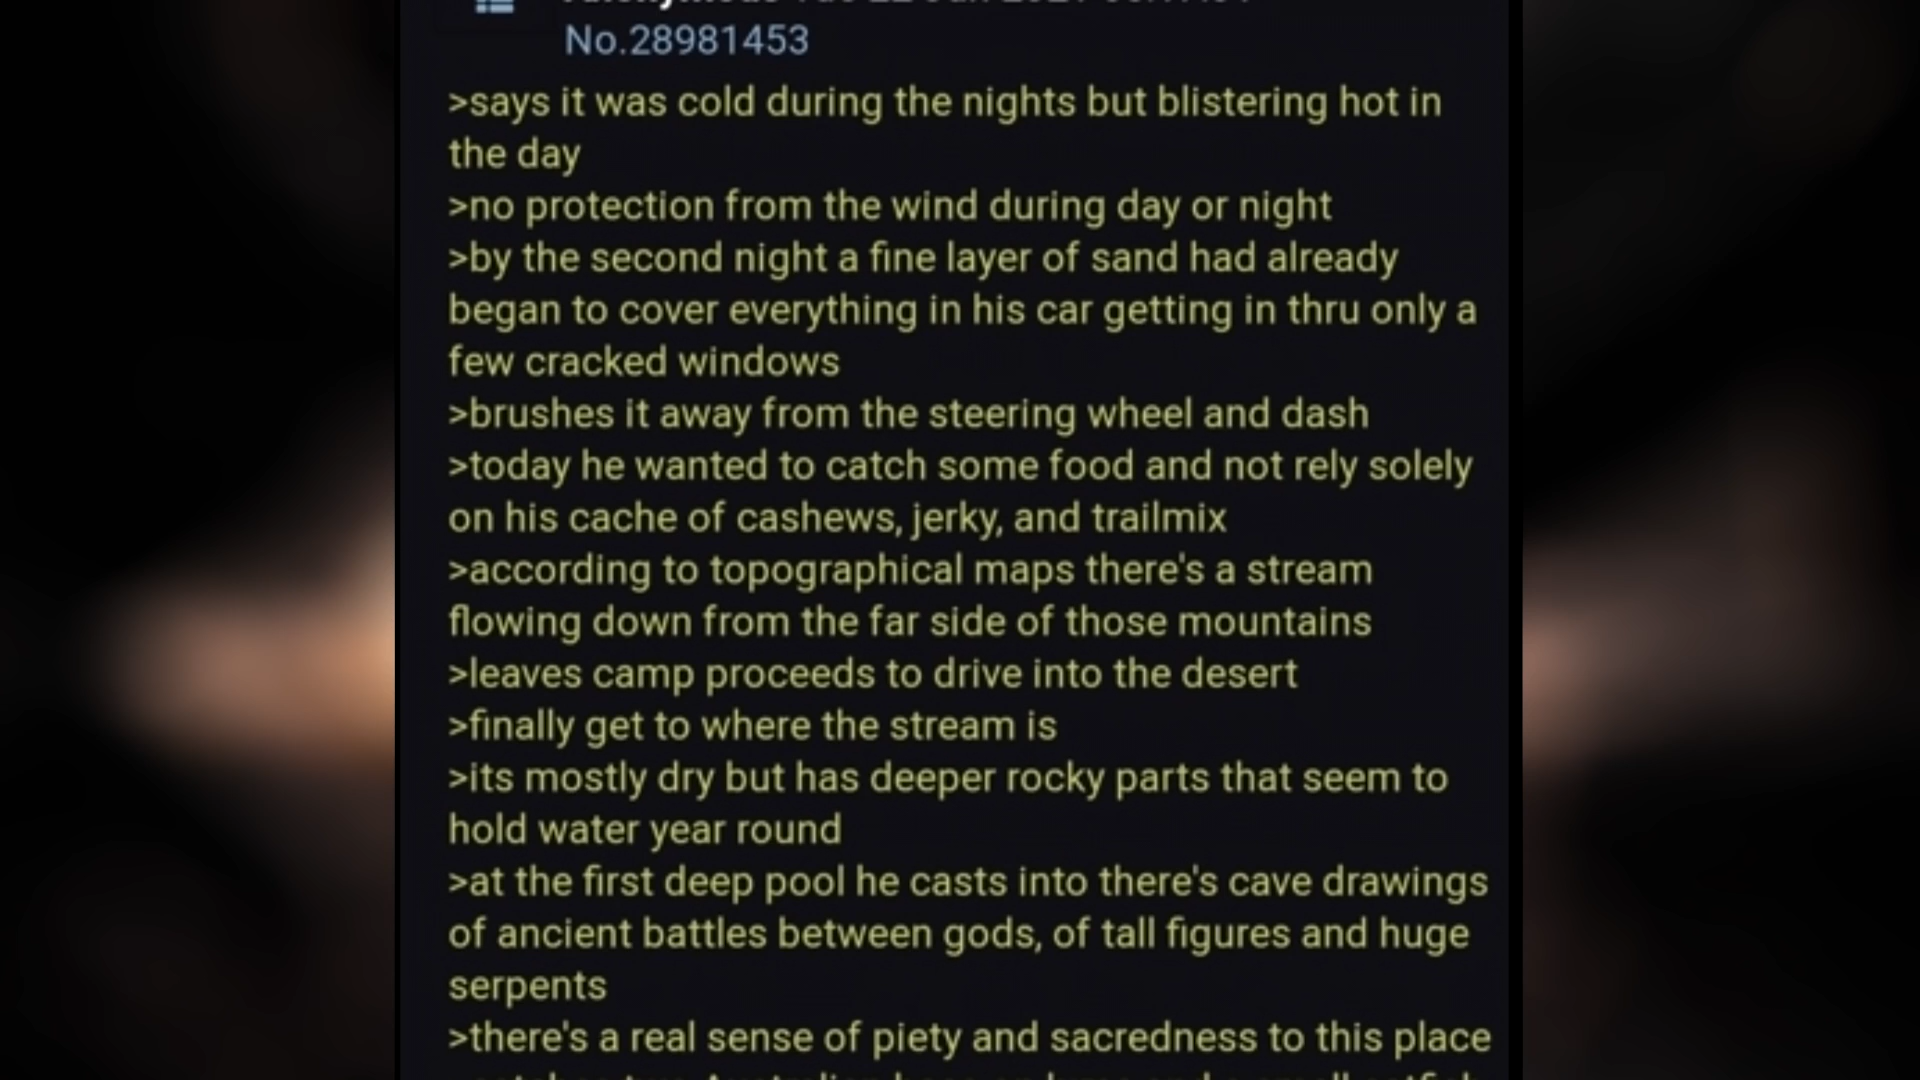 No.28981453
>says it was cold during the nights but blistering hot in
the day
>no protection from the wind during day or night
>by the second night a fine layer of sand had already
began to cover everything in his car getting in thru only a
few cracked windows
>brushes it away from the steering wheel and dash
>today he wanted to catch some food and not rely solely
on his cache of cashews, jerky, and trailmix
>according to topographical maps there's a stream
flowing down from the far side of those mountains
>leaves camp proceeds to drive into the desert
>finally get to where the stream is
>its mostly dry but has deeper rocky parts that seem to
hold water year round
>at the first deep pool he casts into there's cave drawings
of ancient battles between gods, of tall figures and huge
serpents
>there's a real sense of piety and sacredness to this place